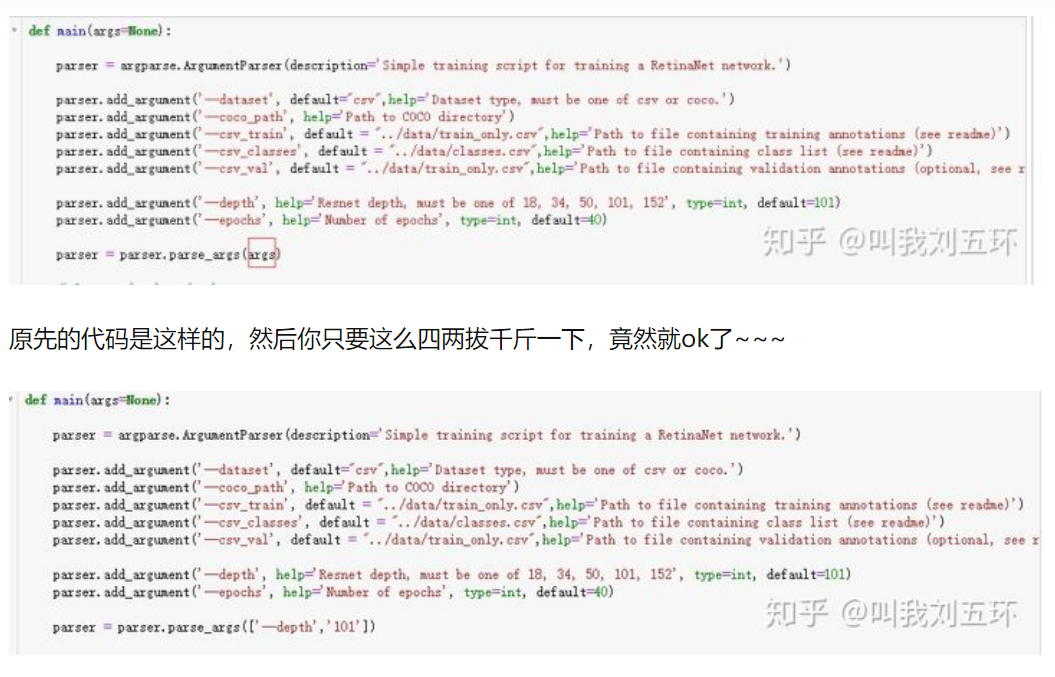 def main(args=None):
parser = argparse.ArgumentParser(description='Simple training script for training a RetinaNet network.')
parser.add_argument('--dataset', default="csv",help='Dataset type, must be one of csv or coco.')
parser.add_argument('--coco_path', help='Path to COCO directory')
parser.add_argument('--csv_train', default = "../data/train_only.csv",help='Path to file containing training annotations (see readme)')
parser.add_argument('--csv_classes', default = "../data/classes.csv",help='Path to file containing class list (see readme)')
parser.add_argument('--csv_val', default = "../data/train_only.csv",help='Path to file containing validation annotations (optional, see r
parser.add_argument('--depth', help='Resnet depth, must be one of 18, 34, 50, 101, 152', type=int, default=101)
parser.add_argument('--epochs', help='Number of epochs', type=int, default=40)
知乎 @叫我刘五环
parser = parser.parse_args(args)
原先的代码是这样的，然后你只要这么四两拔千斤一下，竟然就ok了~~~
def main(args=None):
parser = argparse.ArgumentParser(description='Simple training script for training a RetinaNet network.')
parser.add_argument('--dataset', default="csv",help='Dataset type, must be one of csv or coco.')
parser.add_argument('--coco_path', help='Path to COCO directory')
parser.add_argument('--csv_train', default = "../data/train_only.csv",help='Path to file containing training annotations (see readme)')
parser.add_argument('--csv_classes', default = "../data/classes.csv",help='Path to file containing class list (see readme)')
parser.add_argument('--csv_val', default = "../data/train_only.csv",help='Path to file containing validation annotations (optional, see r
parser.add_argument('--depth', help='Resnet depth, must be one of 18, 34, 50, 101, 152', type=int, default=101)
parser.add_argument('--epochs', help='Number of epochs', type=int, default=40)
知乎 @叫我刘五环
parser = parser.parse_args(['--depth','101'])